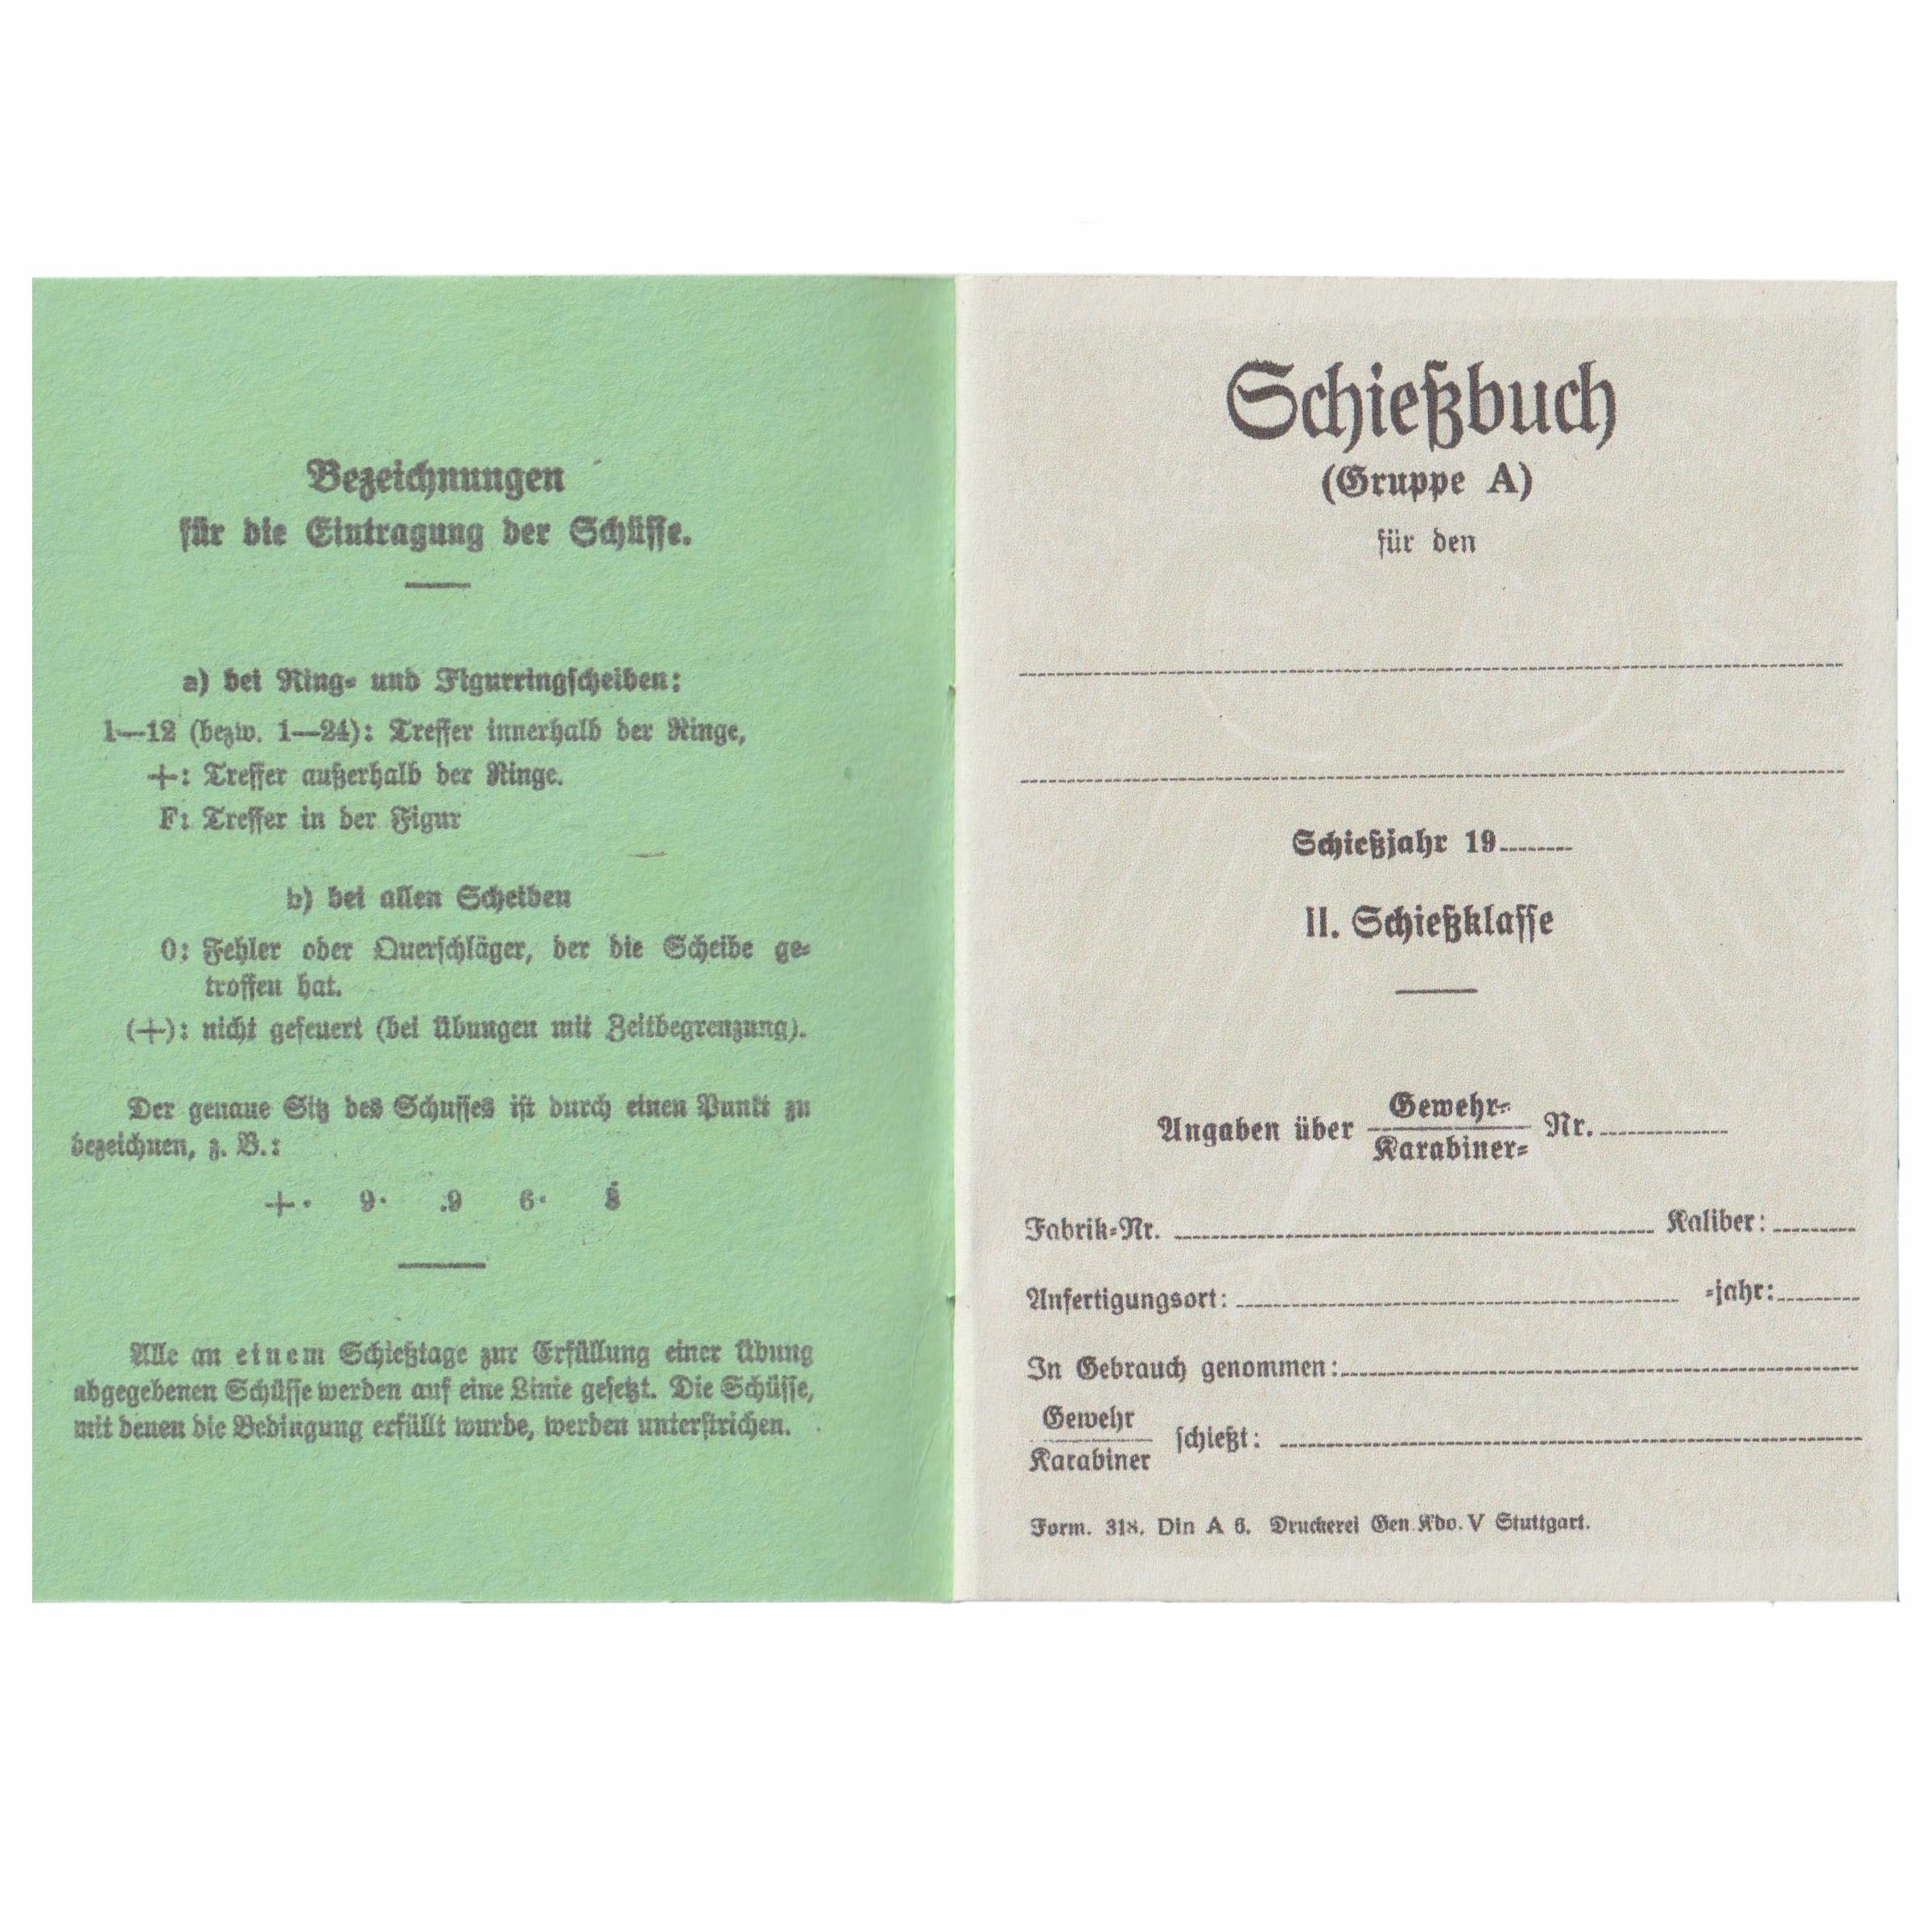 Bezeichnungen
für die Eintragung der Schüsse.
a) bei Ring- und Figurringscheiben:
1—12 (bezw. 1—24): Treffer innerhalb der Ringe,
+: Treffer außerhalb der Ringe.
F: Treffer in der Figur
b) bei allen Scheiben
0: Fehler oder Querschläger, der die Scheibe ge-
troffen hat.
(+): nicht gefeuert (bei Übungen mit Zeitbegrenzung).
Der genaue Sitz des Schusses ist durch einen Punkt zu
bezeichnen, z. B.:
+· 9· .9 6· 8̇
Alle an einem Schießtage zur Erfüllung einer Übung
abgegebenen Schüsse werden auf eine Linie gesetzt. Die Schüsse,
mit denen die Bedingung erfüllt wurde, werden unterstrichen.
Schießbuch
(Gruppe A)
für den
Schießjahr 19
II. Schießklasse
Gewehr-
Angaben über Nr.
Karabiner-
Fabrik-Nr. Kaliber:
Anfertigungsort: -jahr:
In Gebrauch genommen:
Gewehr
schießt:
Karabiner
Form. 318. Din A 6. Druckerei Gen.Kdo. V Stuttgart.